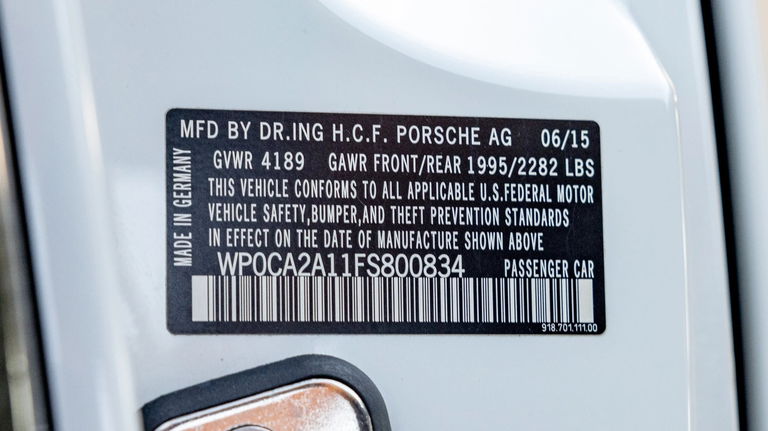 MFD BY DR.ING H.C.F. PORSCHE AG 06/15
GVWR 4189 GAWR FRONT/REAR 1995/2282 LBS
THIS VEHICLE CONFORMS TO ALL APPLICABLE U.S.FEDERAL MOTOR
VEHICLE SAFETY,BUMPER,AND THEFT PREVENTION STANDARDS
IN EFFECT ON THE DATE OF MANUFACTURE SHOWN ABOVE
MADE IN GERMANY
WP0CA2A11FS800834 PASSENGER CAR
918.701.111.00